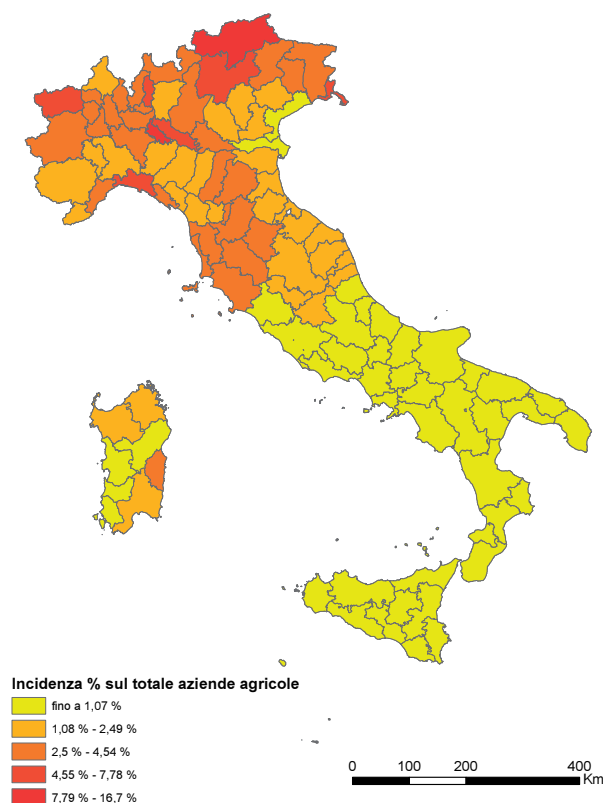 Incidenza % sul totale aziende agricole
fino a 1,07 %
1,08 % - 2,49 %
2,5 % - 4,54 %
4,55 % - 7,78 %
7,79 % - 16,7 %
0 100 200 400
Km